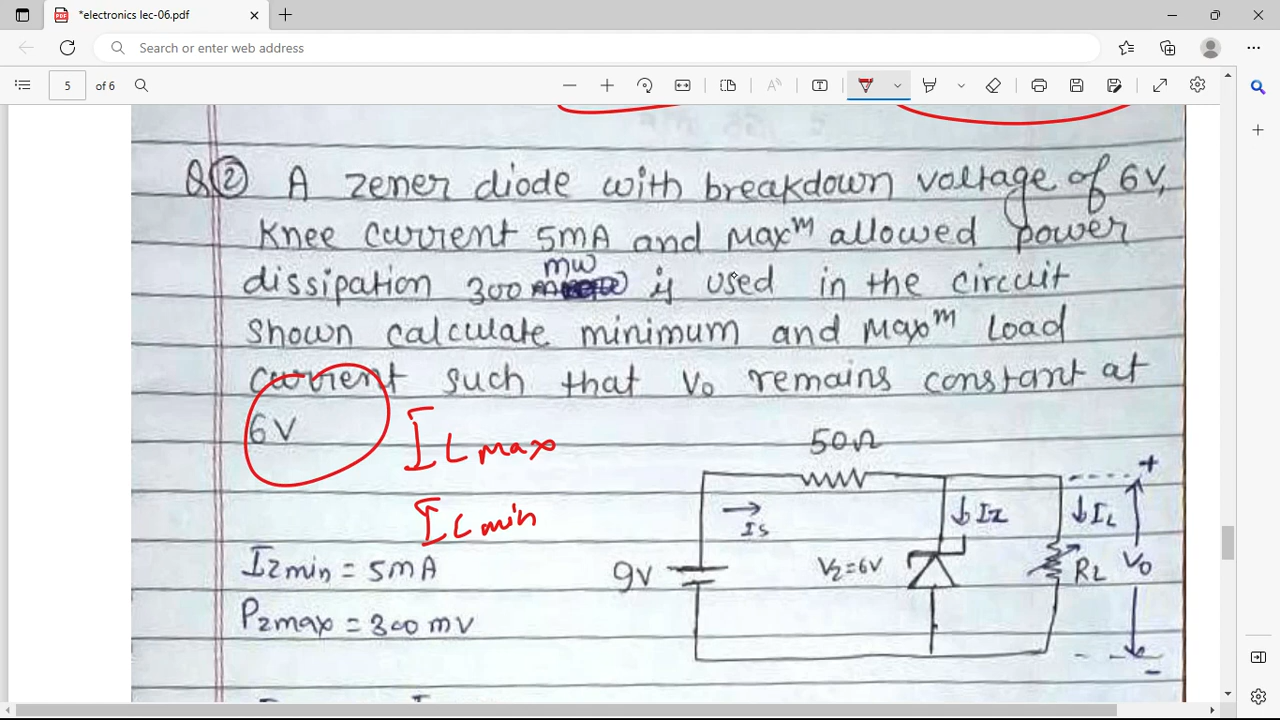 *electronics lec-06.pdf
Search or enter web address
5 of 6
Q② A zener diode with breakdown voltage of 6V,
Knee current 5mA and Maxᵐ allowed power
mw
dissipation 300 is used in the circuit
shown calculate minimum and Maxᵐ Load
current such that Vo remains constant at
6V
IL max
IL min
50Ω
+
Is
Iz
IL
Izmin = 5mA
9v
Vz=6V
RL
Vo
Pzmax = 300 mV
-